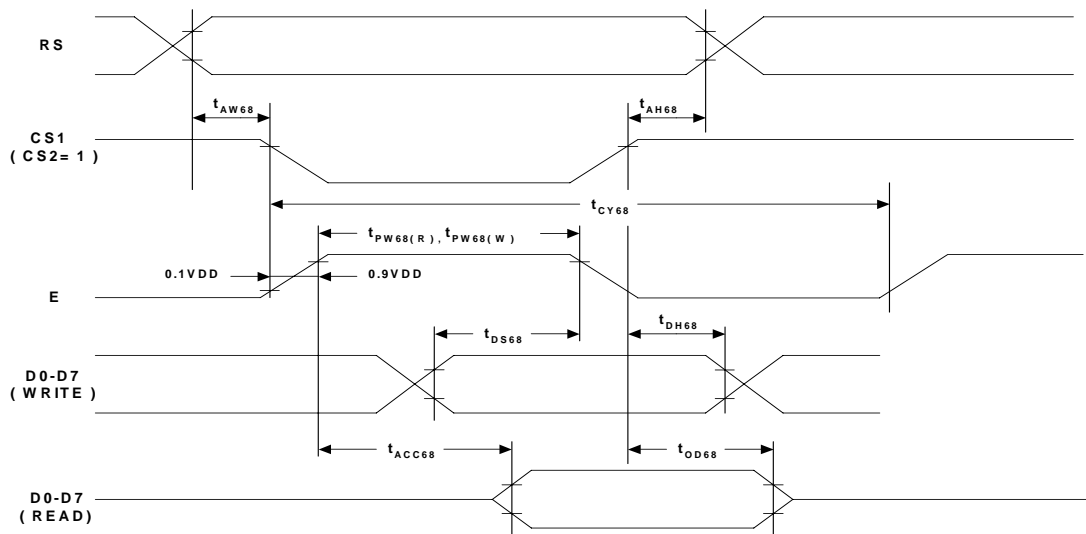 RS
tAW68
tAH68
CS1
(CS2=1)
tCY68
tPW68(R), tPW68(W)
0.1VDD
0.9VDD
E
tDS68
tDH68
D0-D7
(WRITE)
tACC68
tOD68
D0-D7
(READ)